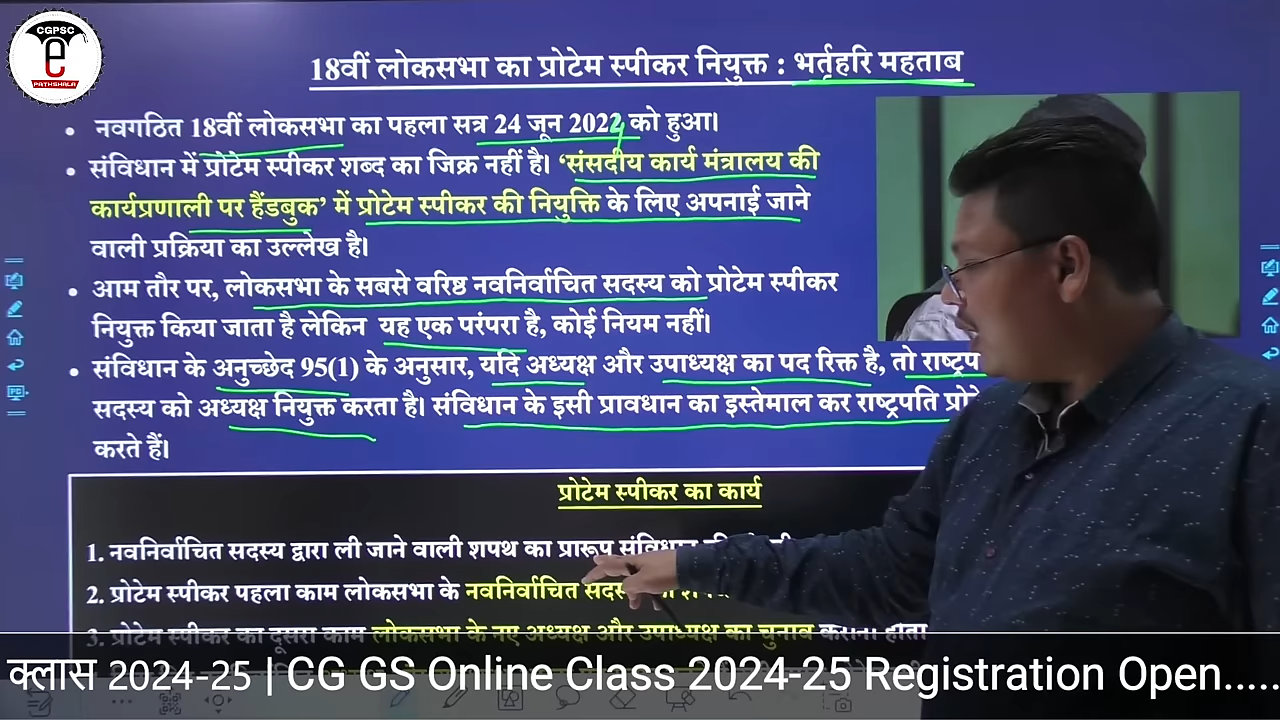 CGPSC
e
PATHSHALA
18वीं लोकसभा का प्रोटेम स्पीकर नियुक्त : भर्तृहरि महताब
नवगठित 18वीं लोकसभा का पहला सत्र 24 जून 2024 को हुआ।
संविधान में प्रोटेम स्पीकर शब्द का जिक्र नहीं है। ‘संसदीय कार्य मंत्रालय की
कार्यप्रणाली पर हैंडबुक’ में प्रोटेम स्पीकर की नियुक्ति के लिए अपनाई जाने
वाली प्रक्रिया का उल्लेख है।
आम तौर पर, लोकसभा के सबसे वरिष्ठ नवनिर्वाचित सदस्य को प्रोटेम स्पीकर
नियुक्त किया जाता है लेकिन यह एक परंपरा है, कोई नियम नहीं।
संविधान के अनुच्छेद 95(1) के अनुसार, यदि अध्यक्ष और उपाध्यक्ष का पद रिक्त है, तो
सदस्य को अध्यक्ष नियुक्त करता है। संविधान के इसी प्रावधान का इस्तेमाल कर राष्ट्रपति
करते हैं।
प्रोटेम स्पीकर का कार्य
1. नवनिर्वाचित सदस्य द्वारा ली जाने वाली शपथ का प्रारूप
2. प्रोटेम स्पीकर पहला काम लोकसभा के नवनिर्वाचित
3. प्रोटेम स्पीकर का दूसरा काम लोकसभा के नए अध्यक्ष और उपाध्यक्ष का चुनाव कराना होता
क्लास 2024-25 | CG GS Online Class 2024-25 Registration Open.....